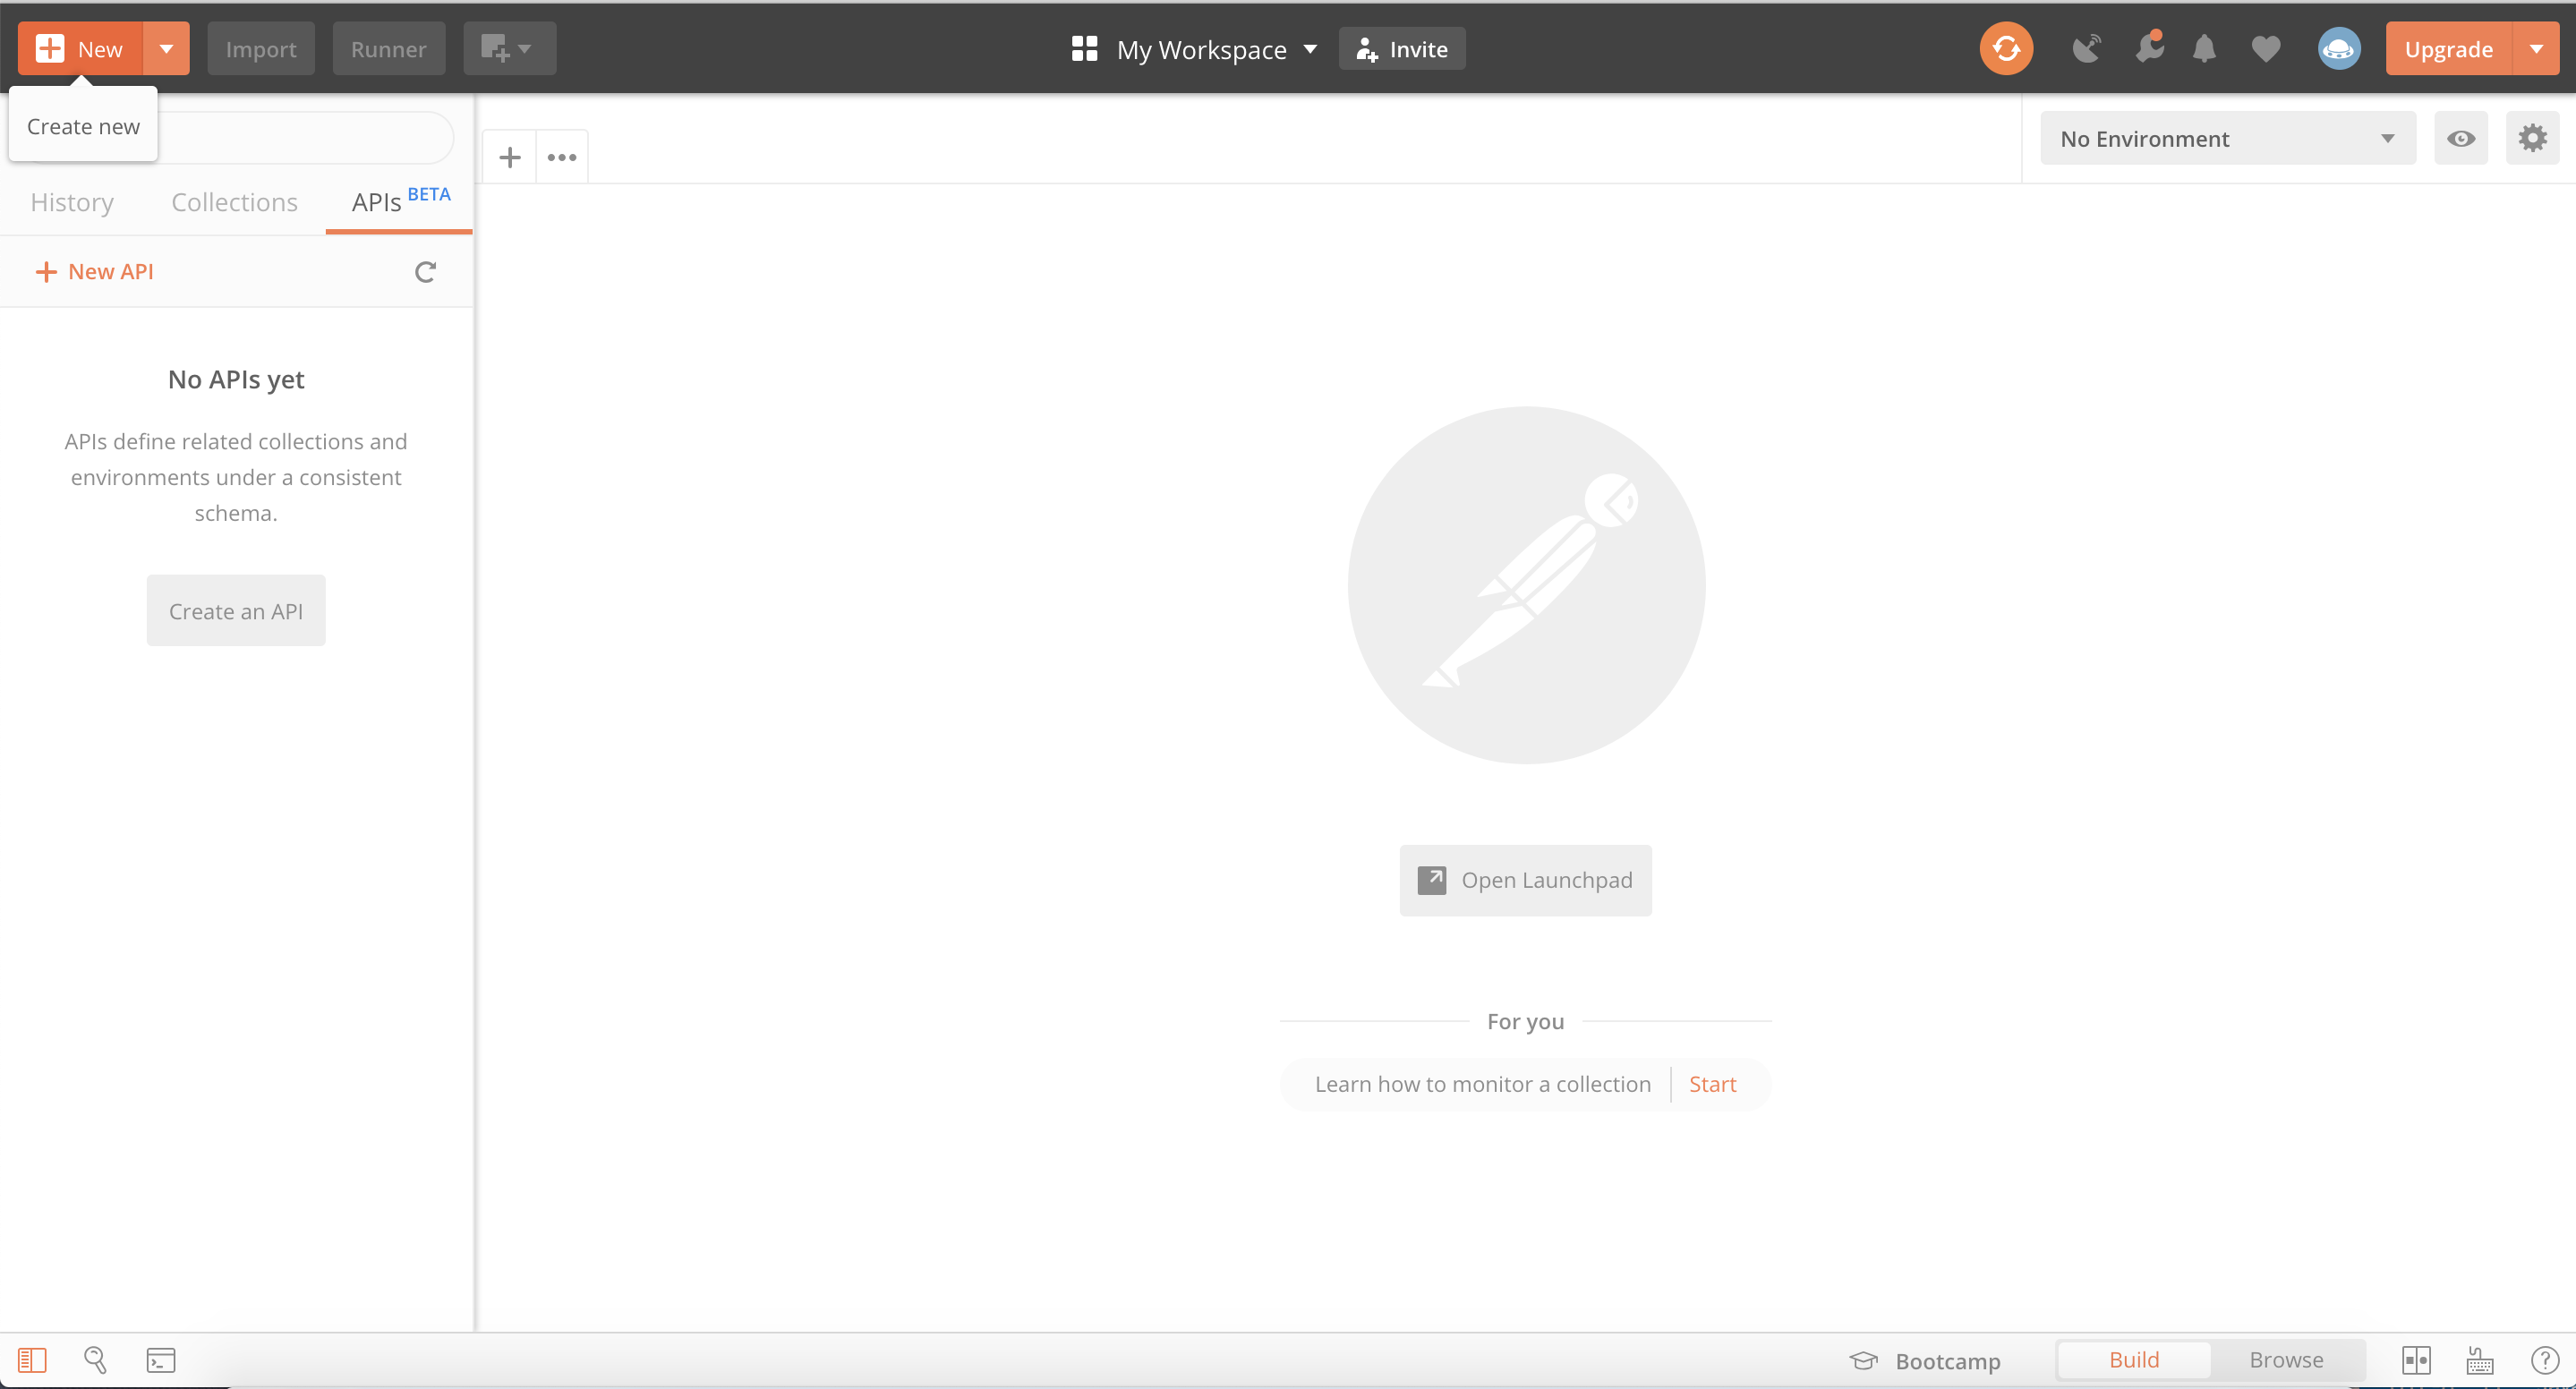 New
Import
Runner
My Workspace
Invite
Upgrade
Create new
No Environment
History
Collections
APIs BETA
New API
No APIs yet
APIs define related collections and
environments under a consistent
schema.
Create an API
Open Launchpad
For you
Learn how to monitor a collection
Start
Bootcamp
Build
Browse